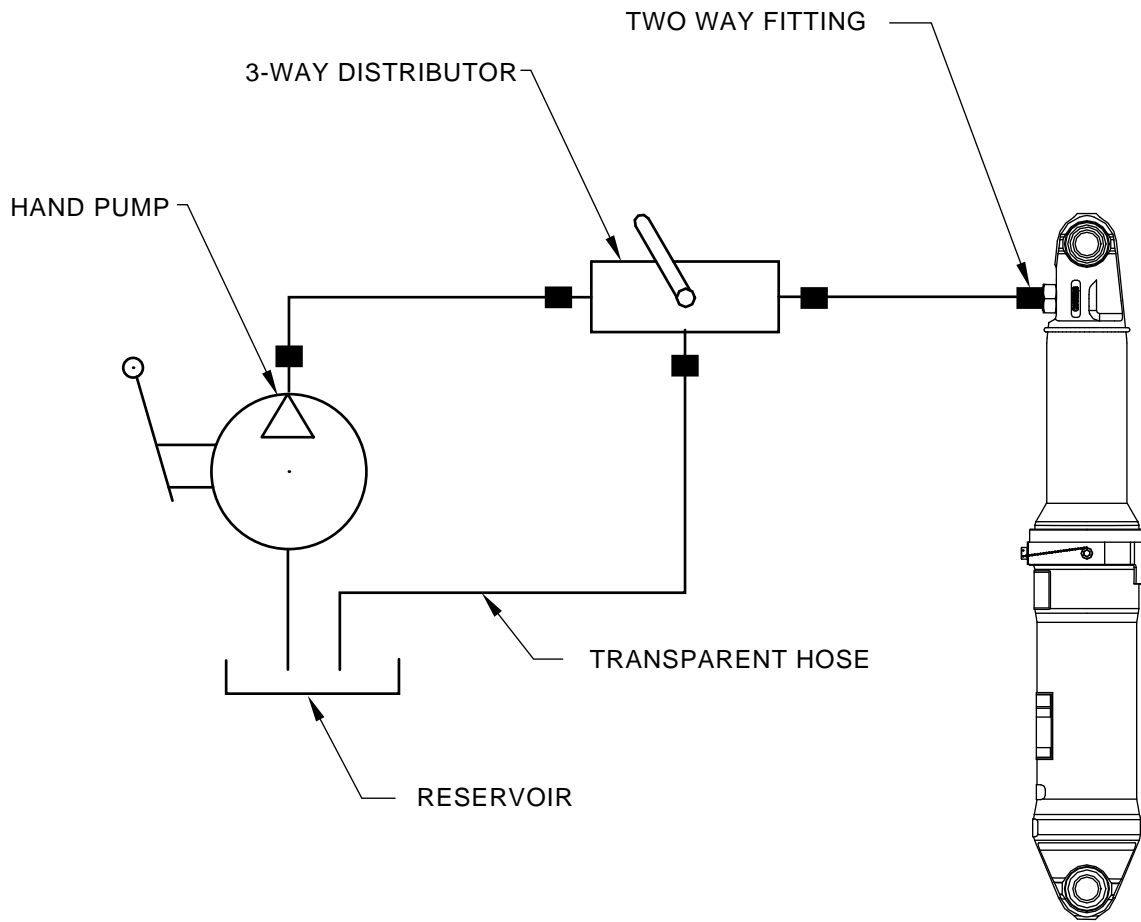 TWO WAY FITTING
3-WAY DISTRIBUTOR
HAND PUMP
TRANSPARENT HOSE
RESERVOIR